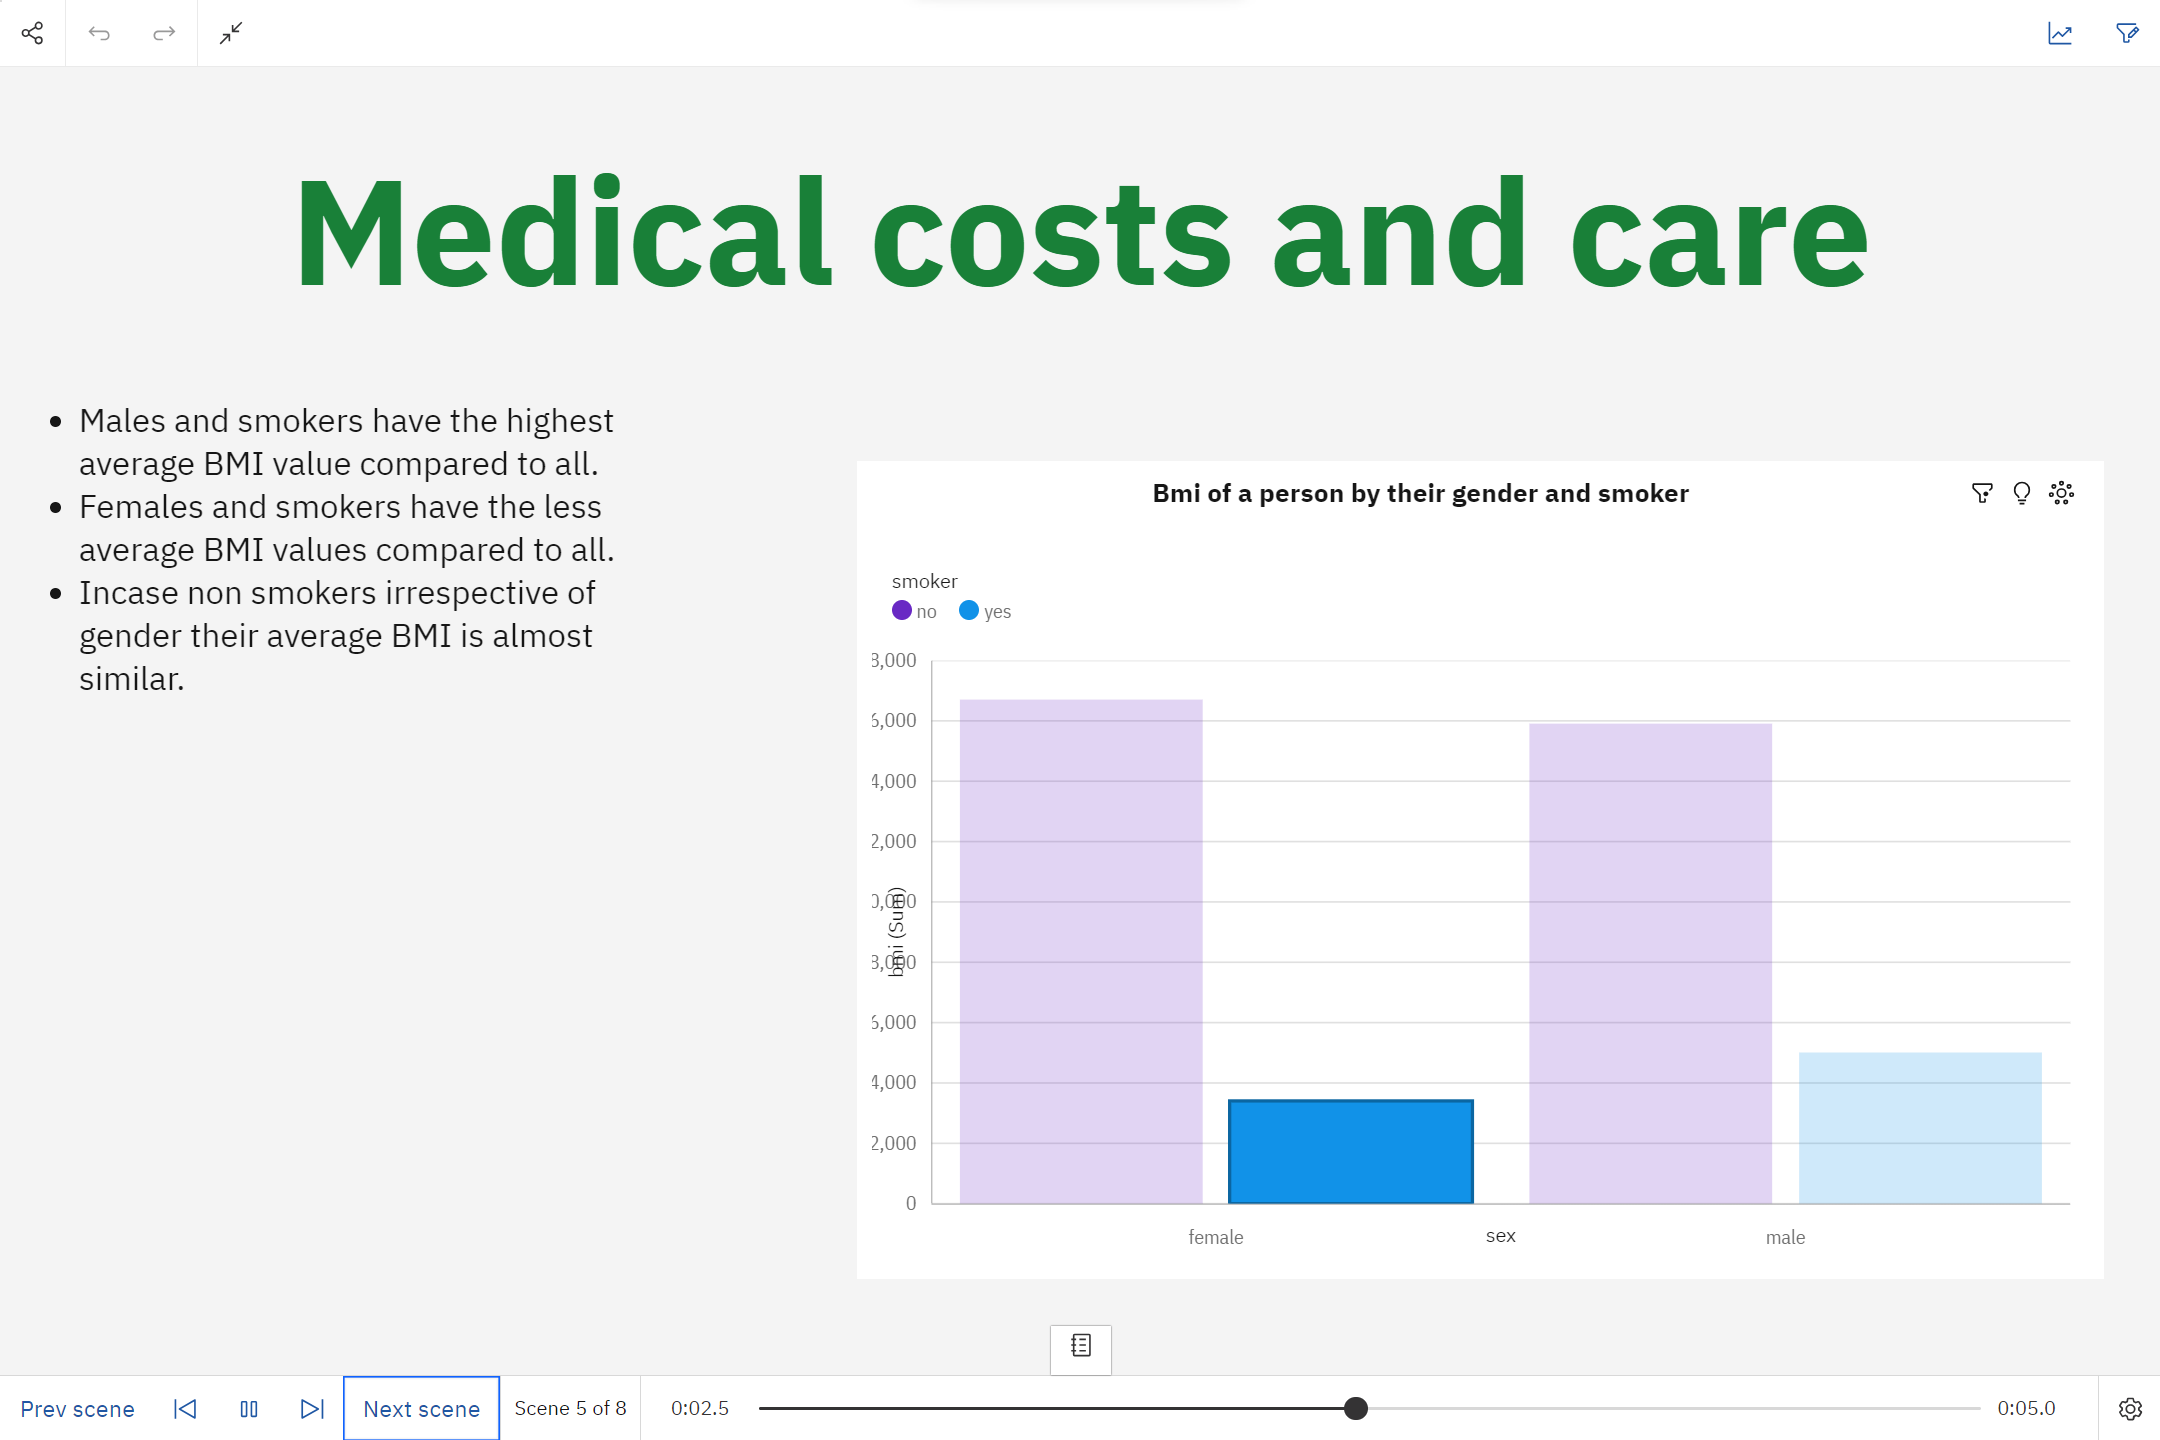 Medical costs and care
Males and smokers have the highest
average BMI value compared to all.
Females and smokers have the less
average BMI values compared to all.
Incase non smokers irrespective of
gender their average BMI is almost
similar.
Bmi of a person by their gender and smoker
smoker
no yes
8,000
6,000
4,000
2,000
0,000
8,000
6,000
4,000
2,000
0
bmi (Sum)
female sex male
Prev scene Next scene Scene 5 of 8 0:02.5 0:05.0